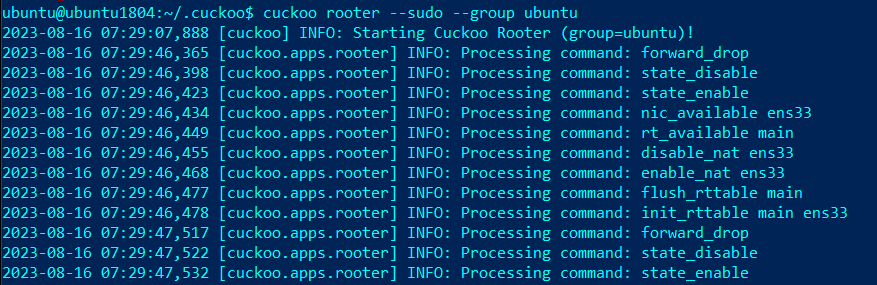 ubuntu@ubuntu1804:~/.cuckoo$ cuckoo rooter --sudo --group ubuntu
2023-08-16 07:29:07,888 [cuckoo] INFO: Starting Cuckoo Rooter (group=ubuntu)!
2023-08-16 07:29:46,365 [cuckoo.apps.rooter] INFO: Processing command: forward_drop
2023-08-16 07:29:46,398 [cuckoo.apps.rooter] INFO: Processing command: state_disable
2023-08-16 07:29:46,423 [cuckoo.apps.rooter] INFO: Processing command: state_enable
2023-08-16 07:29:46,434 [cuckoo.apps.rooter] INFO: Processing command: nic_available ens33
2023-08-16 07:29:46,449 [cuckoo.apps.rooter] INFO: Processing command: rt_available main
2023-08-16 07:29:46,455 [cuckoo.apps.rooter] INFO: Processing command: disable_nat ens33
2023-08-16 07:29:46,468 [cuckoo.apps.rooter] INFO: Processing command: enable_nat ens33
2023-08-16 07:29:46,477 [cuckoo.apps.rooter] INFO: Processing command: flush_rttable main
2023-08-16 07:29:46,478 [cuckoo.apps.rooter] INFO: Processing command: init_rttable main ens33
2023-08-16 07:29:47,517 [cuckoo.apps.rooter] INFO: Processing command: forward_drop
2023-08-16 07:29:47,522 [cuckoo.apps.rooter] INFO: Processing command: state_disable
2023-08-16 07:29:47,532 [cuckoo.apps.rooter] INFO: Processing command: state_enable